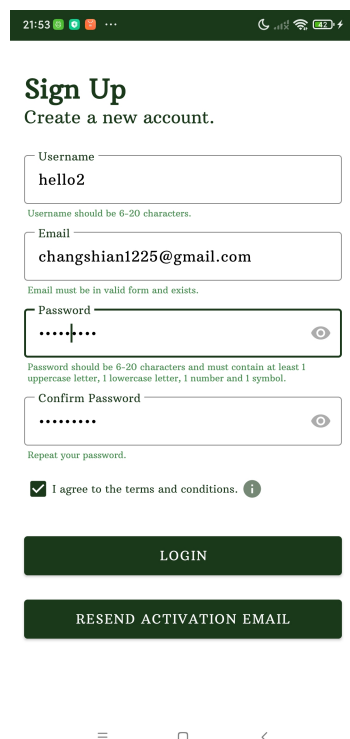 21:53
42
Sign Up
Create a new account.
Username
hello2
Username should be 6-20 characters.
Email
changshian1225@gmail.com
Email must be in valid form and exists.
Password
•••••••••
Password should be 6-20 characters and must contain at least 1
uppercase letter, 1 lowercase letter, 1 number and 1 symbol.
Confirm Password
•••••••••
Repeat your password.
I agree to the terms and conditions.
LOGIN
RESEND ACTIVATION EMAIL